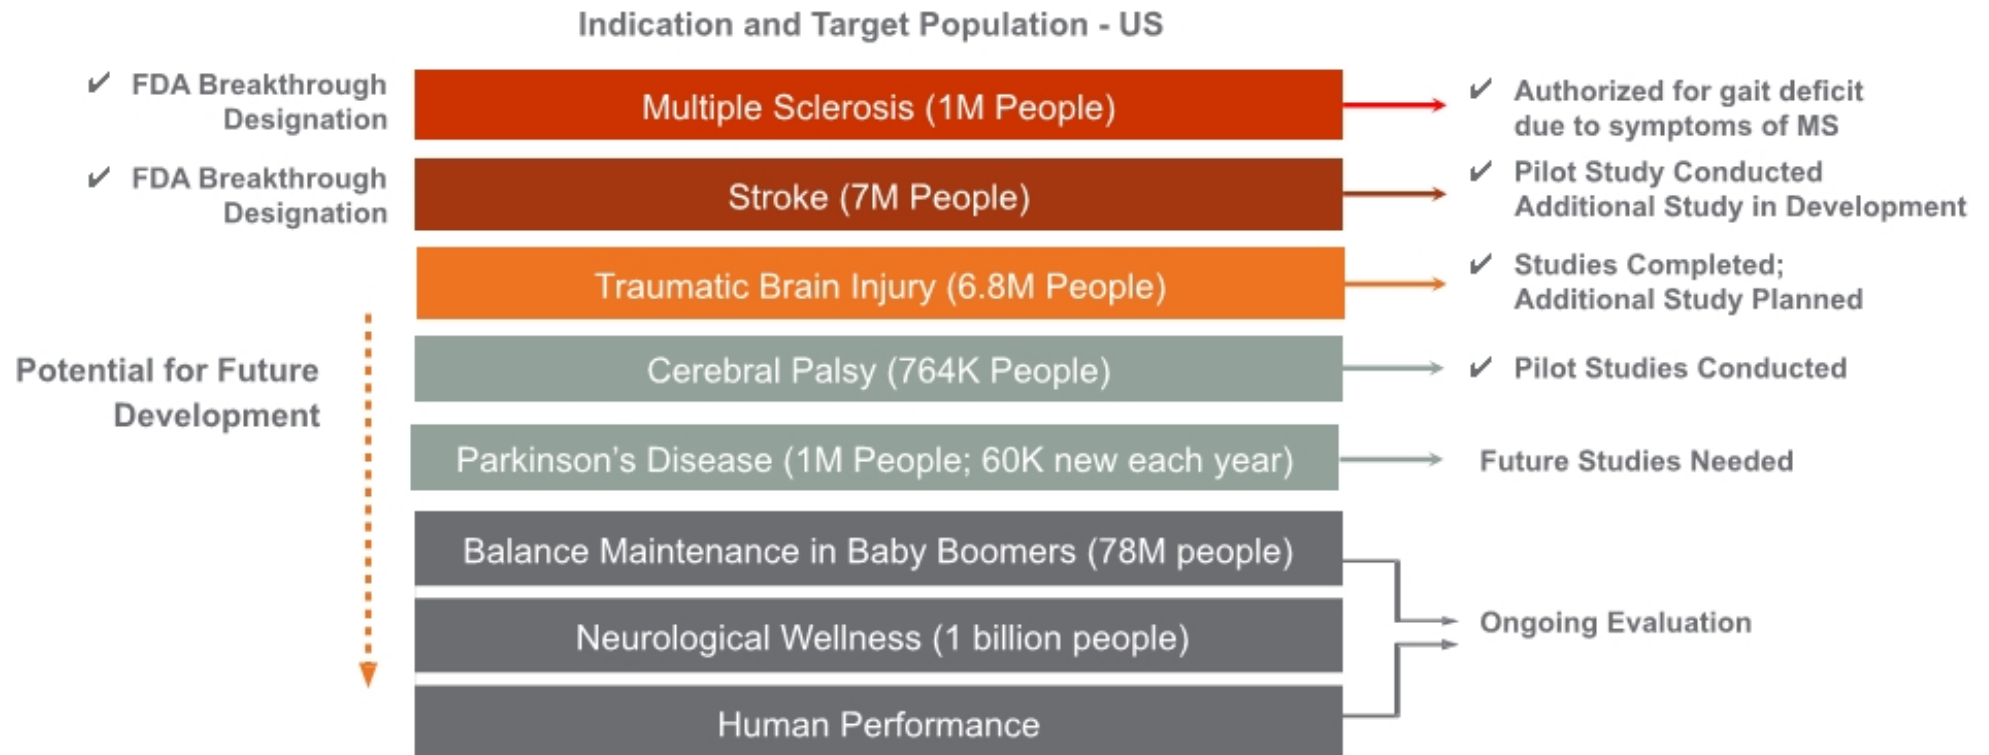 Indication and Target Population - US
✔ FDA Breakthrough
Designation
Multiple Sclerosis (1M People)
✔ Authorized for gait deficit
due to symptoms of MS
✔ FDA Breakthrough
Designation
Stroke (7M People)
✔ Pilot Study Conducted
Additional Study in Development
Traumatic Brain Injury (6.8M People)
✔ Studies Completed;
Additional Study Planned
Potential for Future
Development
Cerebral Palsy (764K People)
✔ Pilot Studies Conducted
Parkinson’s Disease (1M People; 60K new each year)
Future Studies Needed
Balance Maintenance in Baby Boomers (78M people)
Neurological Wellness (1 billion people)
Human Performance
Ongoing Evaluation